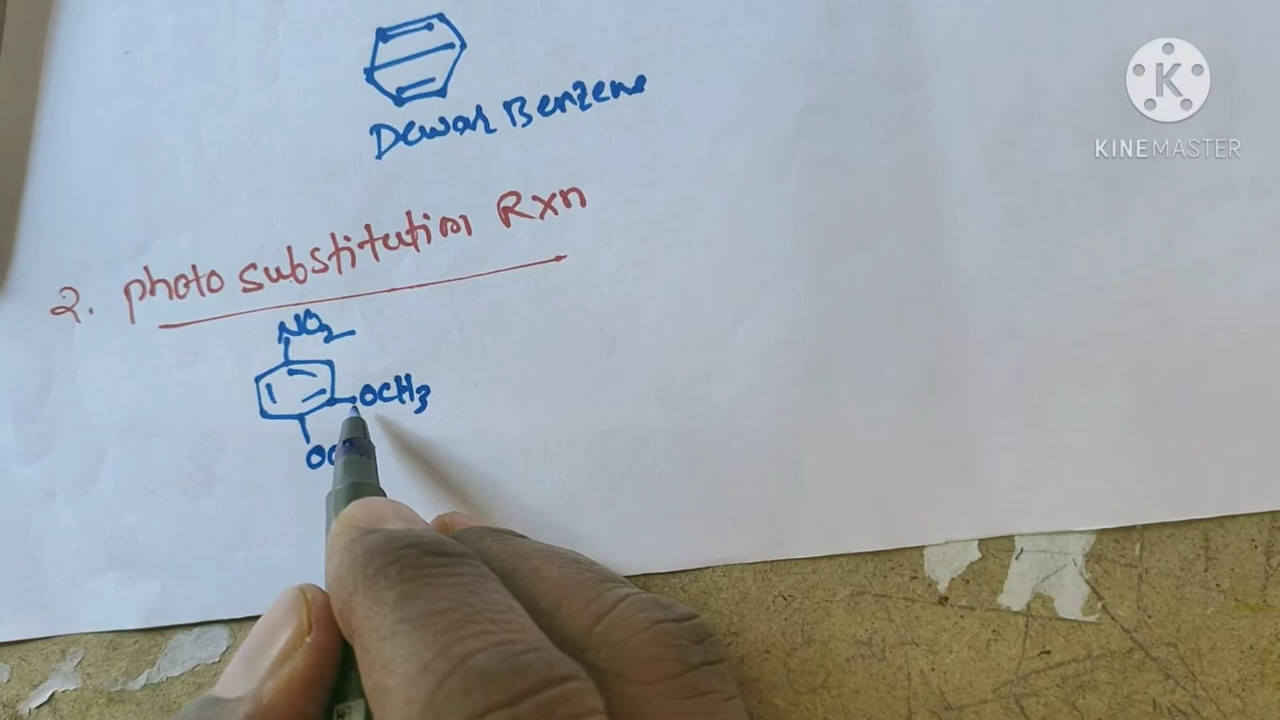 Dewar Benzene
K
KINEMASTER
2. photo substitution Rxn
NO2
OCH3